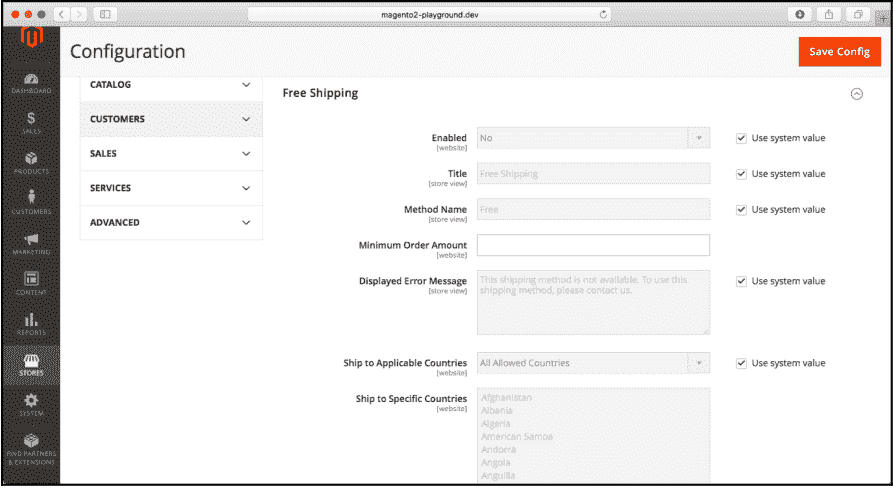 magento2-playground.dev
Configuration
Save Config
DASHBOARD
SALES
PRODUCTS
CUSTOMERS
MARKETING
CONTENT
REPORTS
STORES
SYSTEM
FIND PARTNERS
& EXTENSIONS
CATALOG
CUSTOMERS
SALES
SERVICES
ADVANCED
Free Shipping
Enabled
[website]
No
Use system value
Title
[store view]
Free Shipping
Use system value
Method Name
[store view]
Free
Use system value
Minimum Order Amount
[website]
Displayed Error Message
[store view]
This shipping method is not available. To use this
shipping method, please contact us.
Use system value
Ship to Applicable Countries
[website]
All Allowed Countries
Use system value
Ship to Specific Countries
[website]
Afghanistan
Albania
Algeria
American Samoa
Andorra
Angola
Anguilla